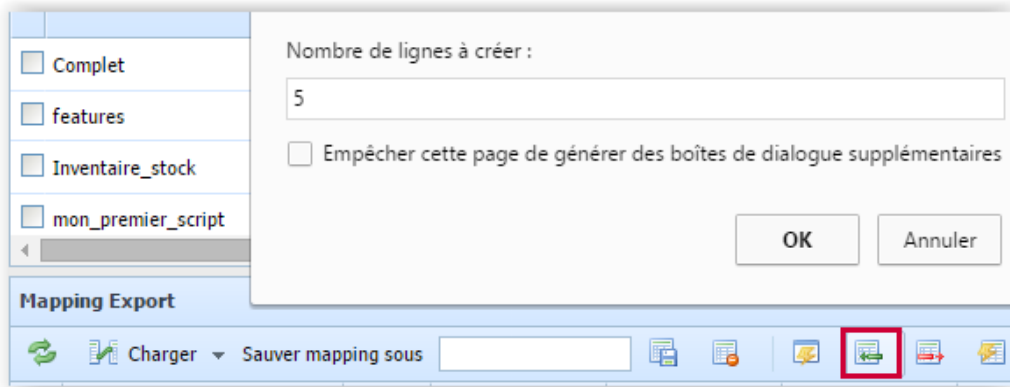 Complet
features
Inventaire_stock
mon_premier_script
Nombre de lignes à créer :
5
Empêcher cette page de générer des boîtes de dialogue supplémentaires
OK Annuler
Mapping Export
Charger Sauver mapping sous